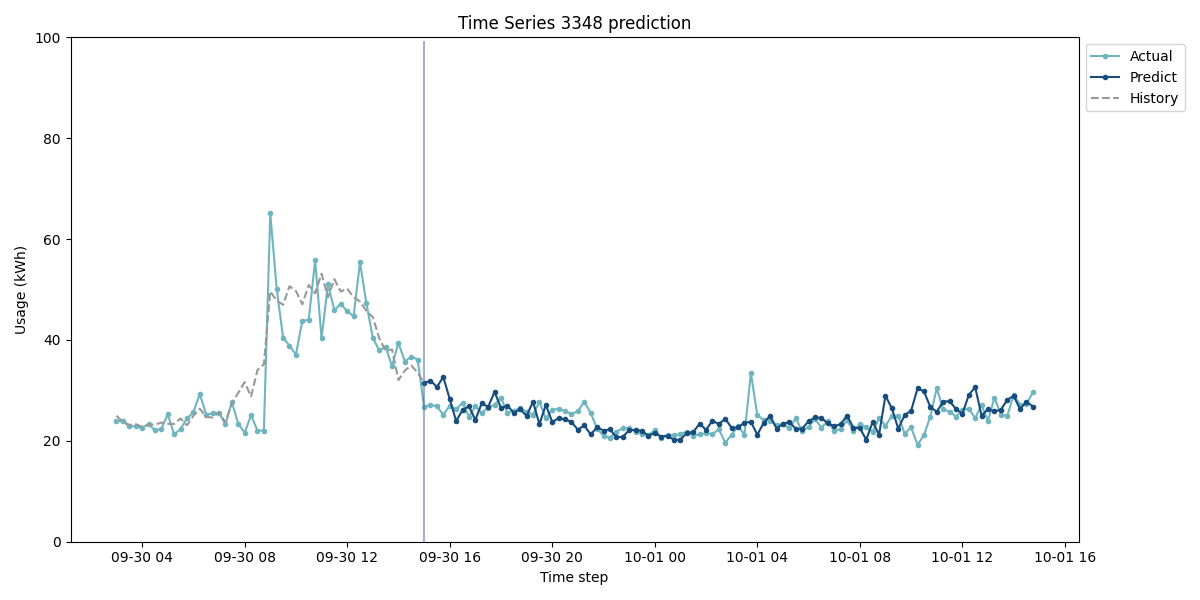 Time Series 3348 prediction
Actual
Predict
History
Usage (kWh)
100
80
60
40
20
0
09-30 04
09-30 08
09-30 12
09-30 16
09-30 20
10-01 00
10-01 04
10-01 08
10-01 12
10-01 16
Time step